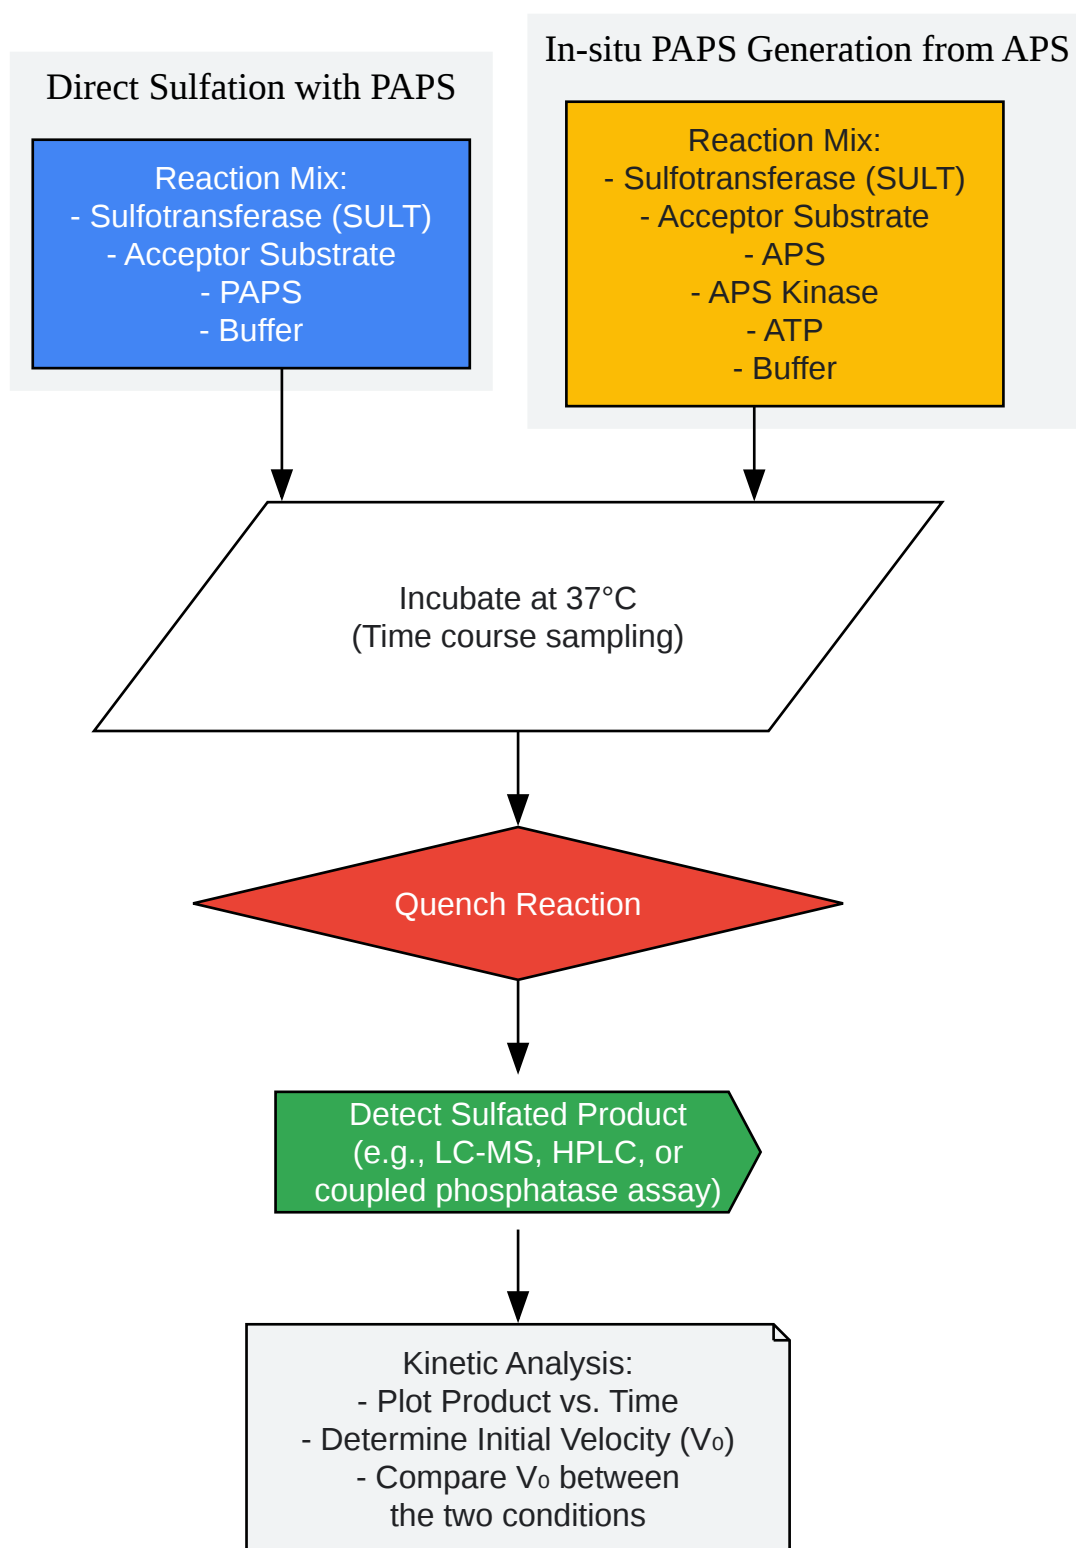 Direct Sulfation with PAPS
Reaction Mix:
- Sulfotransferase (SULT)
- Acceptor Substrate
- PAPS
- Buffer
In-situ PAPS Generation from APS
Reaction Mix:
- Sulfotransferase (SULT)
- Acceptor Substrate
- APS
- APS Kinase
- ATP
- Buffer
Incubate at 37°C
(Time course sampling)
Quench Reaction
Detect Sulfated Product
(e.g., LC-MS, HPLC, or
coupled phosphatase assay)
Kinetic Analysis:
- Plot Product vs. Time
- Determine Initial Velocity (V₀)
- Compare V₀ between
the two conditions